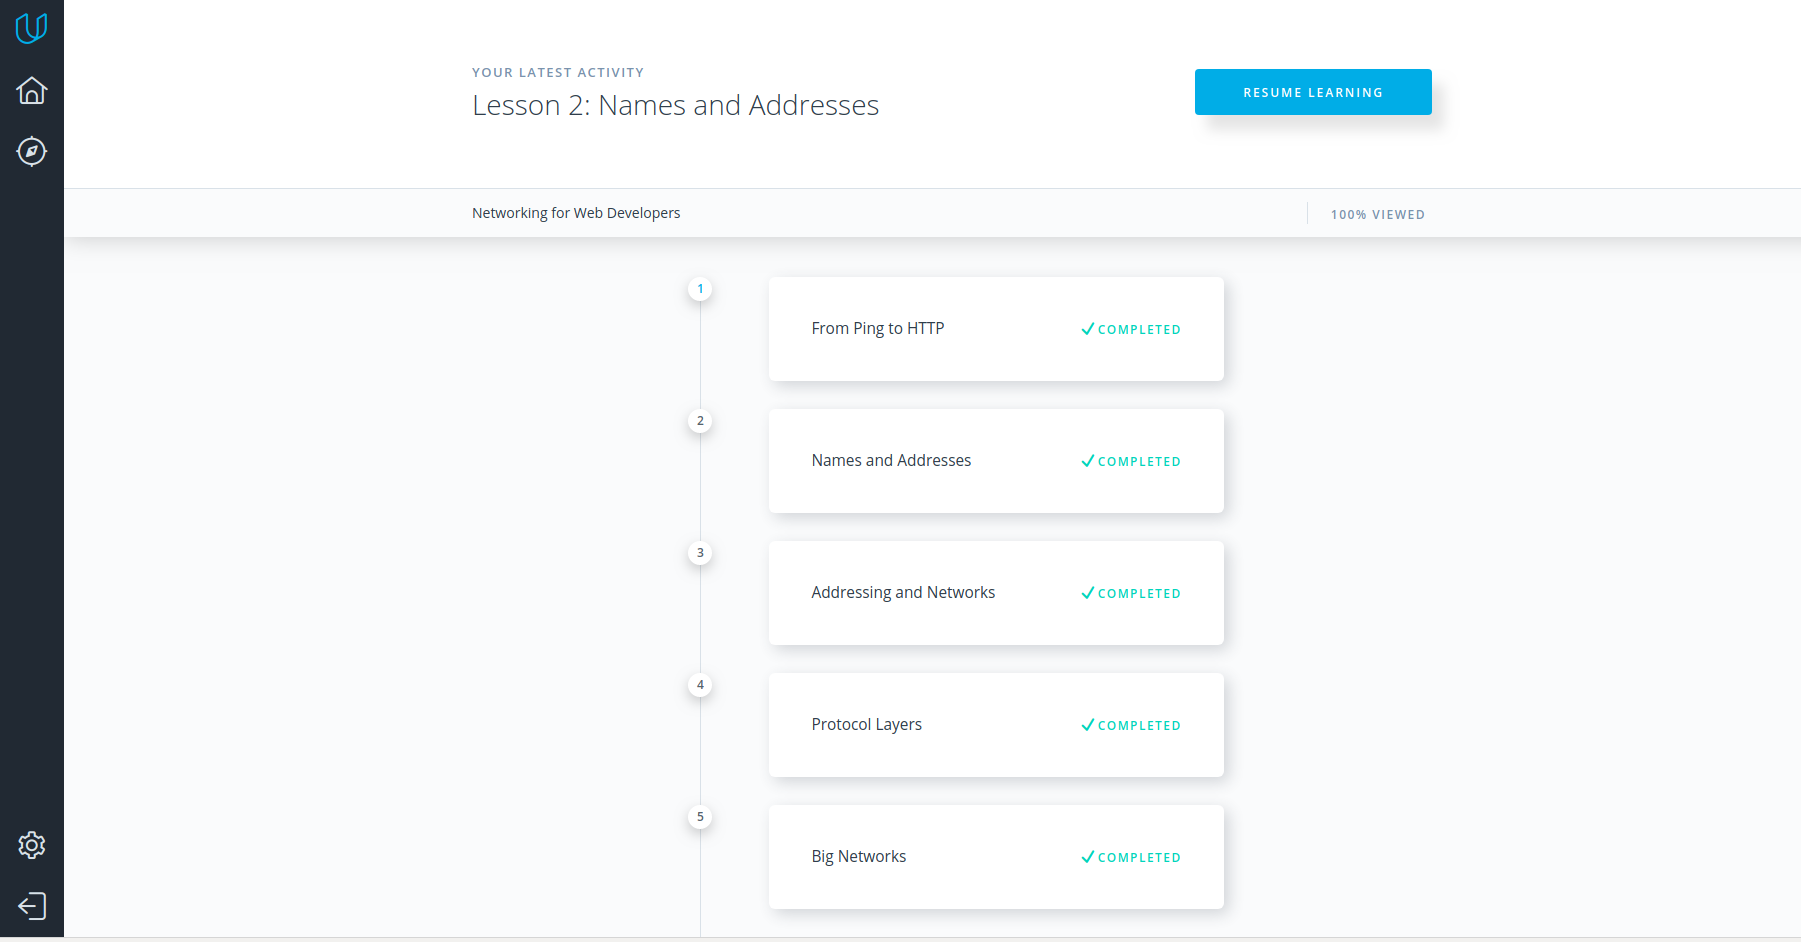 YOUR LATEST ACTIVITY
Lesson 2: Names and Addresses
RESUME LEARNING
Networking for Web Developers
100% VIEWED
1
From Ping to HTTP
COMPLETED
2
Names and Addresses
COMPLETED
3
Addressing and Networks
COMPLETED
4
Protocol Layers
COMPLETED
5
Big Networks
COMPLETED